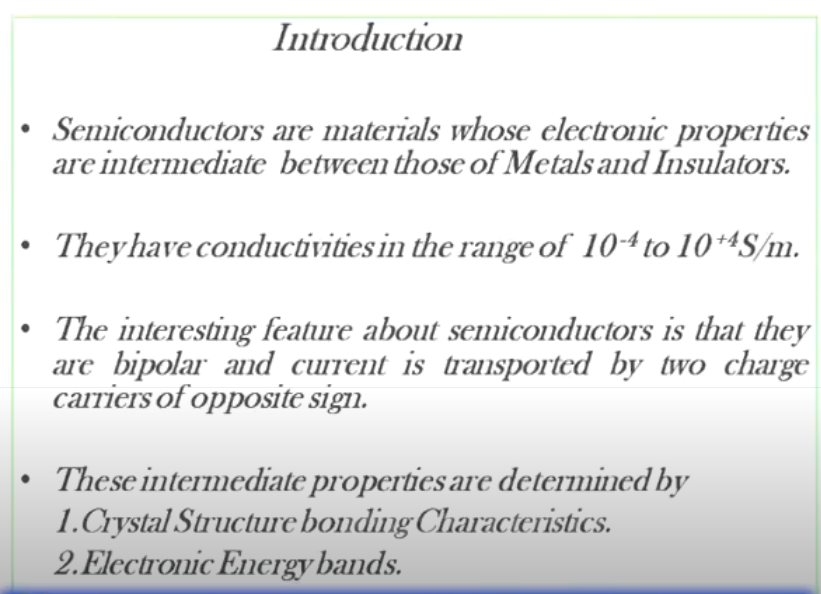 Introduction
• Semiconductors are materials whose electronic properties
are intermediate between those of Metals and Insulators.
• They have conductivities in the range of 10⁻⁴ to 10⁺⁴S/m.
• The interesting feature about semiconductors is that they
are bipolar and current is transported by two charge
carriers of opposite sign.
• These intermediate properties are determined by
1.Crystal Structure bonding Characteristics.
2.Electronic Energy bands.